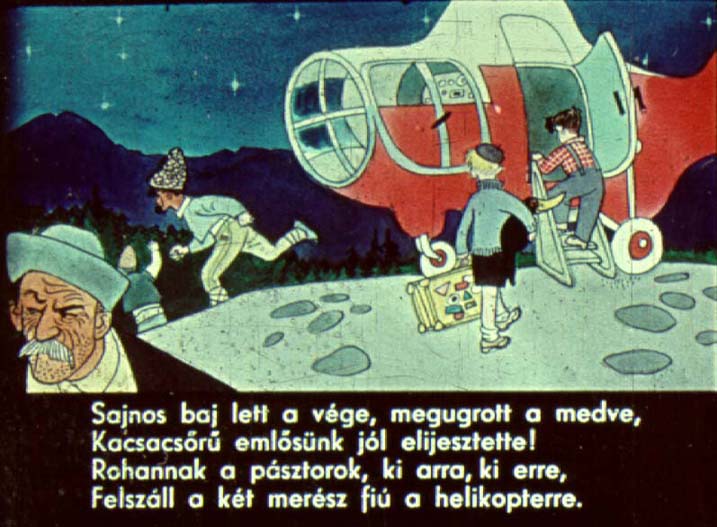 Sajnos baj lett a vége, megugrott a medve,
Kacsacsőrű emlősünk jól elijesztette!
Rohannak a pásztorok, ki arra, ki erre,
Felszáll a két merész fiú a helikopterre.